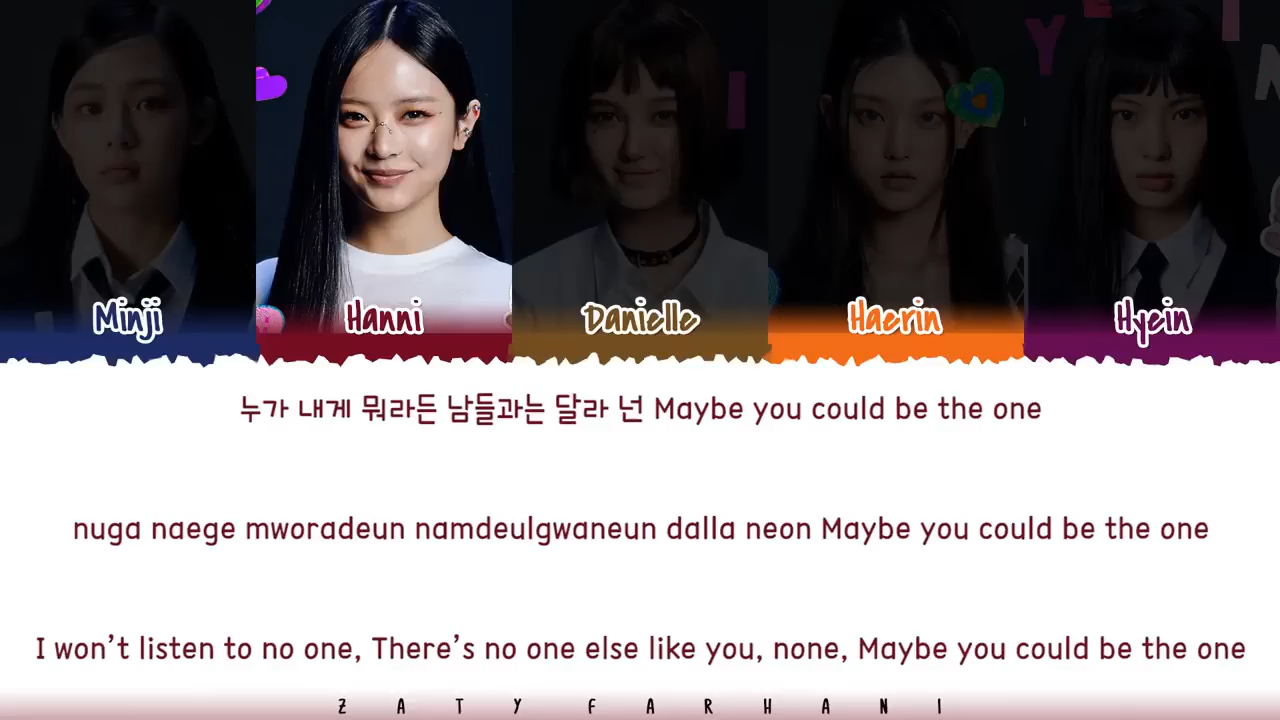 Minji Hanni Danielle Haerin Hyein
누가 내게 뭐라든 남들과는 달라 넌 Maybe you could be the one
nuga naege mworadeun namdeulgwaneun dalla neon Maybe you could be the one
I won't listen to no one, There's no one else like you, none, Maybe you could be the one
ZATY FARHANI